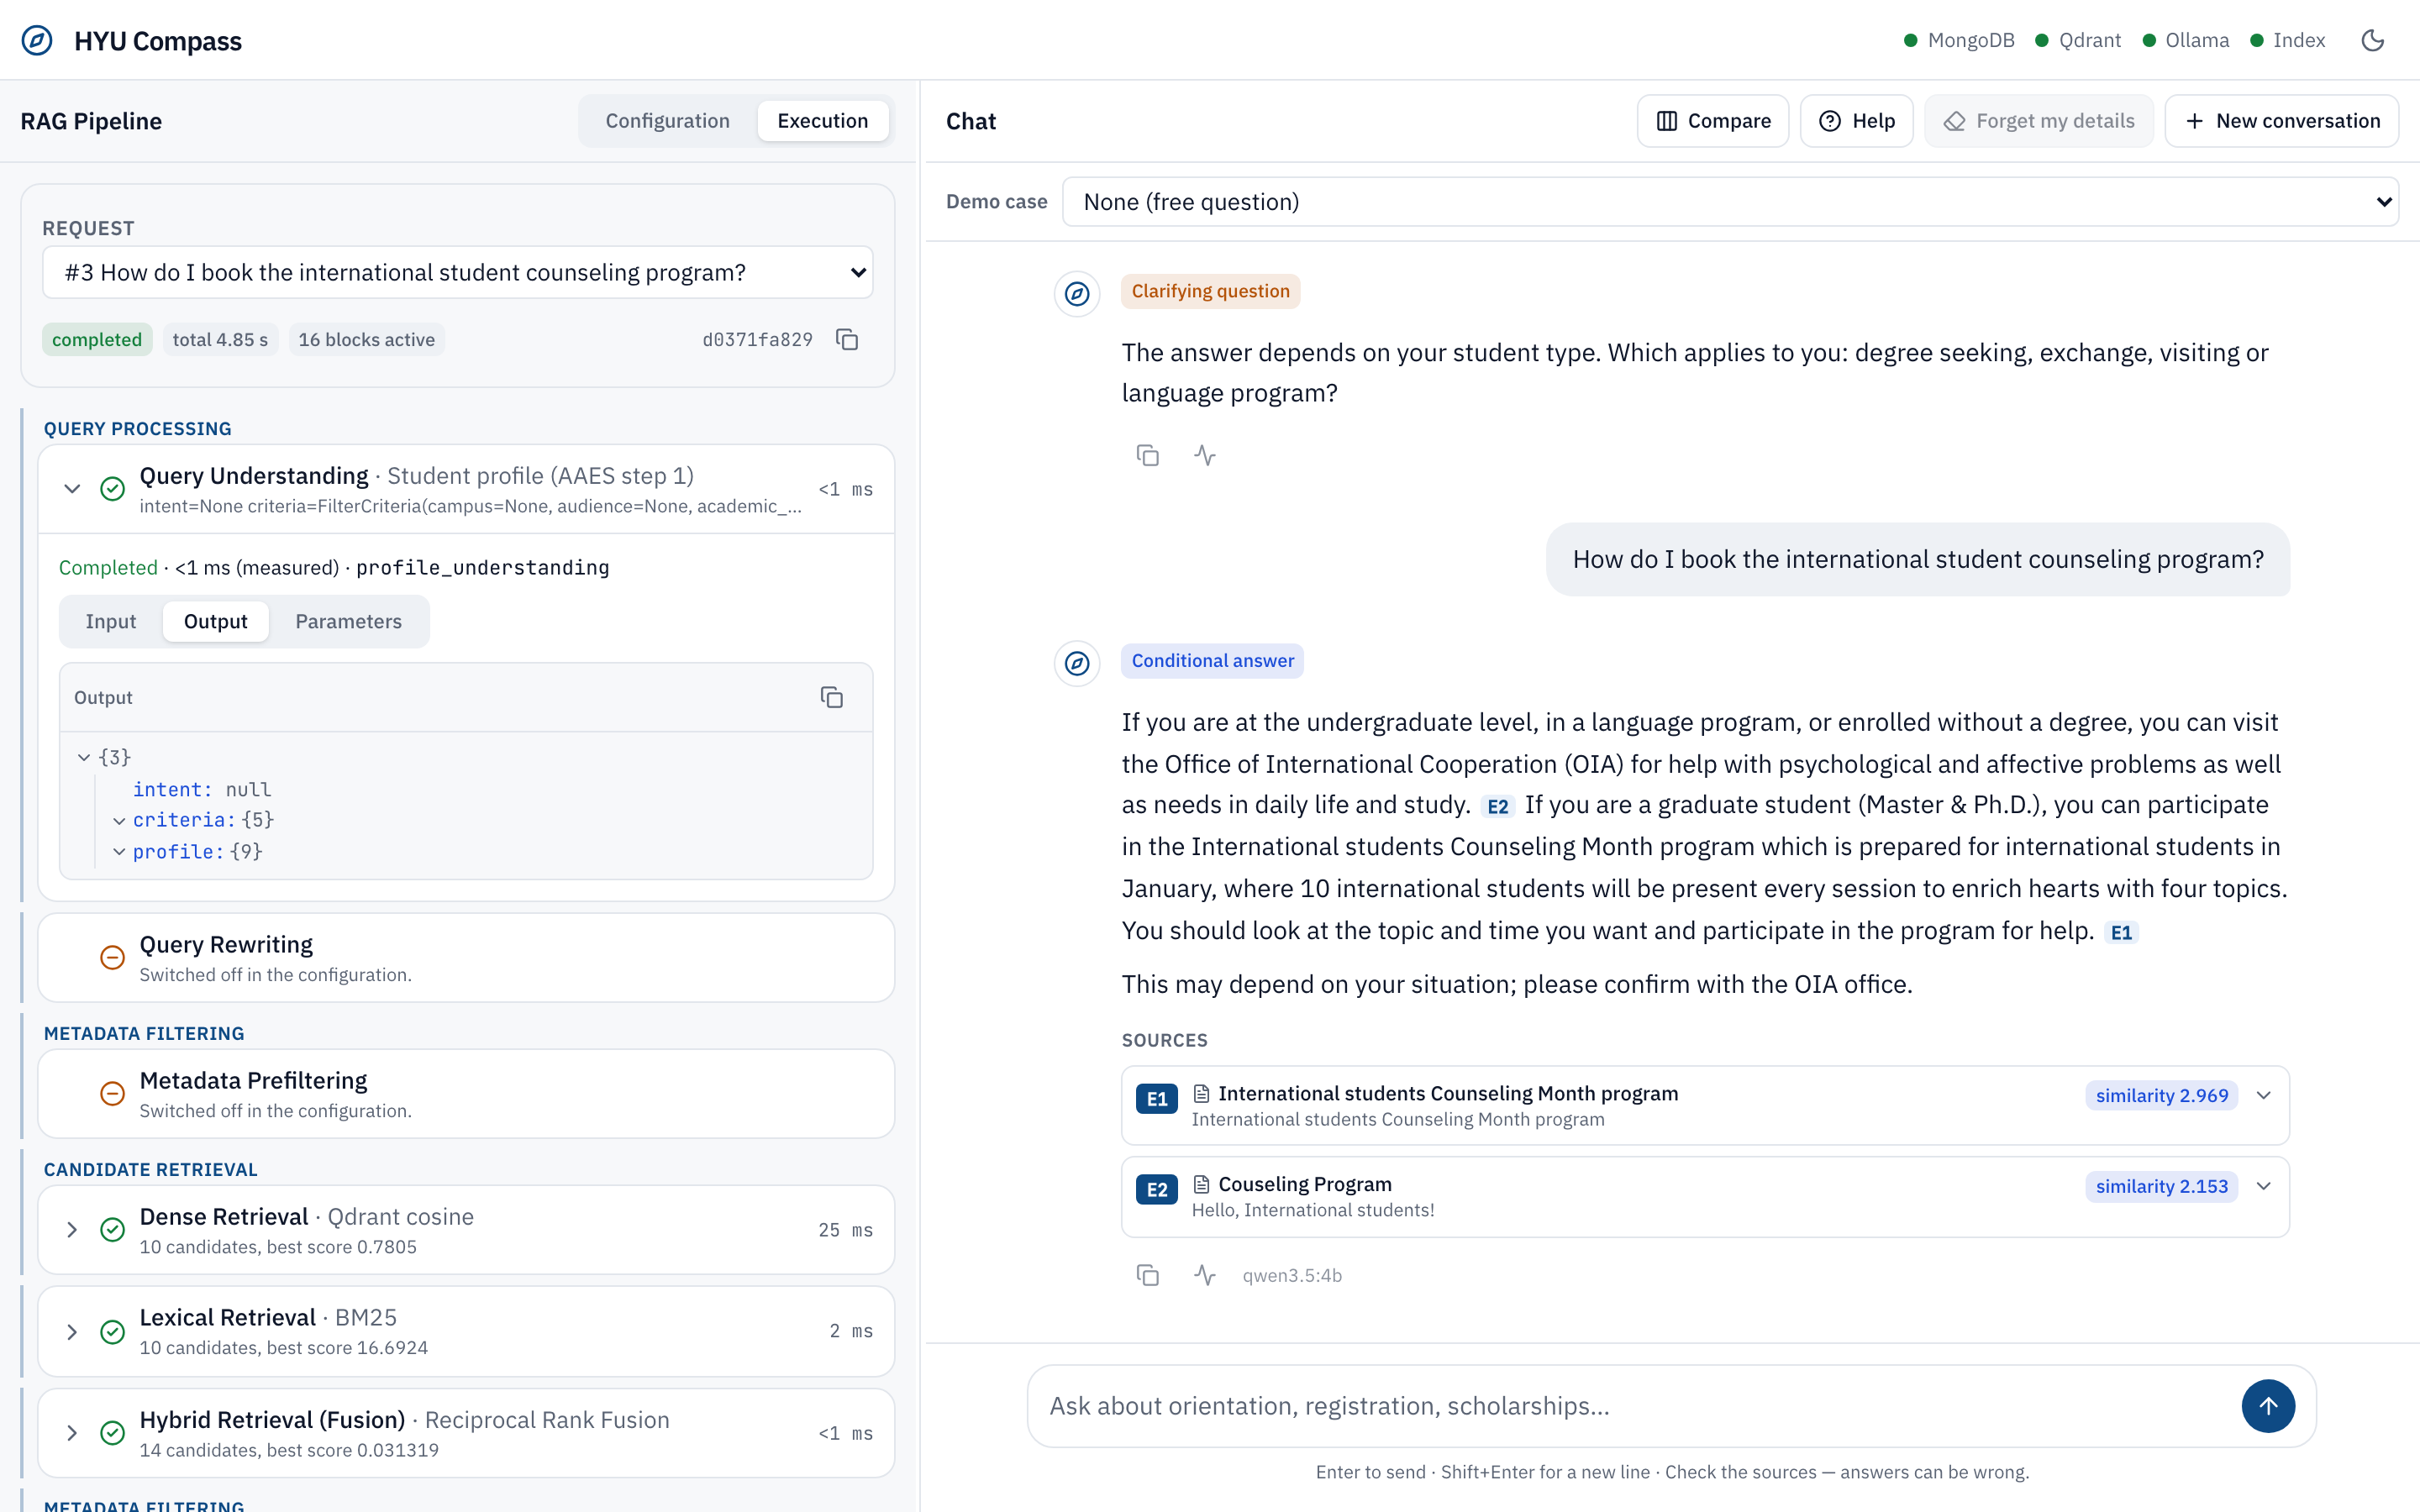 HYU Compass
MongoDB
Qdrant
Ollama
Index
RAG Pipeline
Configuration
Execution
REQUEST
#3 How do I book the international student counseling program?
completed
total 4.85 s
16 blocks active
d0371fa829
QUERY PROCESSING
Query Understanding · Student profile (AAES step 1)
intent=None criteria=FilterCriteria(campus=None, audience=None, academic_...
<1 ms
Completed · <1 ms (measured) · profile_understanding
Input
Output
Parameters
Output
{3}
intent: null
criteria: {5}
profile: {9}
Query Rewriting
Switched off in the configuration.
METADATA FILTERING
Metadata Prefiltering
Switched off in the configuration.
CANDIDATE RETRIEVAL
Dense Retrieval · Qdrant cosine
10 candidates, best score 0.7805
25 ms
Lexical Retrieval · BM25
10 candidates, best score 16.6924
2 ms
Hybrid Retrieval (Fusion) · Reciprocal Rank Fusion
14 candidates, best score 0.031319
<1 ms
METADATA FILTERING
Chat
Compare
Help
Forget my details
New conversation
Demo case
None (free question)
Clarifying question
The answer depends on your student type. Which applies to you: degree seeking, exchange, visiting or
language program?
How do I book the international student counseling program?
Conditional answer
If you are at the undergraduate level, in a language program, or enrolled without a degree, you can visit
the Office of International Cooperation (OIA) for help with psychological and affective problems as well
as needs in daily life and study. E2 If you are a graduate student (Master & Ph.D.), you can participate
in the International students Counseling Month program which is prepared for international students in
January, where 10 international students will be present every session to enrich hearts with four topics.
You should look at the topic and time you want and participate in the program for help. E1
This may depend on your situation; please confirm with the OIA office.
SOURCES
E1
International students Counseling Month program
International students Counseling Month program
similarity 2.969
E2
Couseling Program
Hello, International students!
similarity 2.153
qwen3.5:4b
Ask about orientation, registration, scholarships...
Enter to send · Shift+Enter for a new line · Check the sources — answers can be wrong.